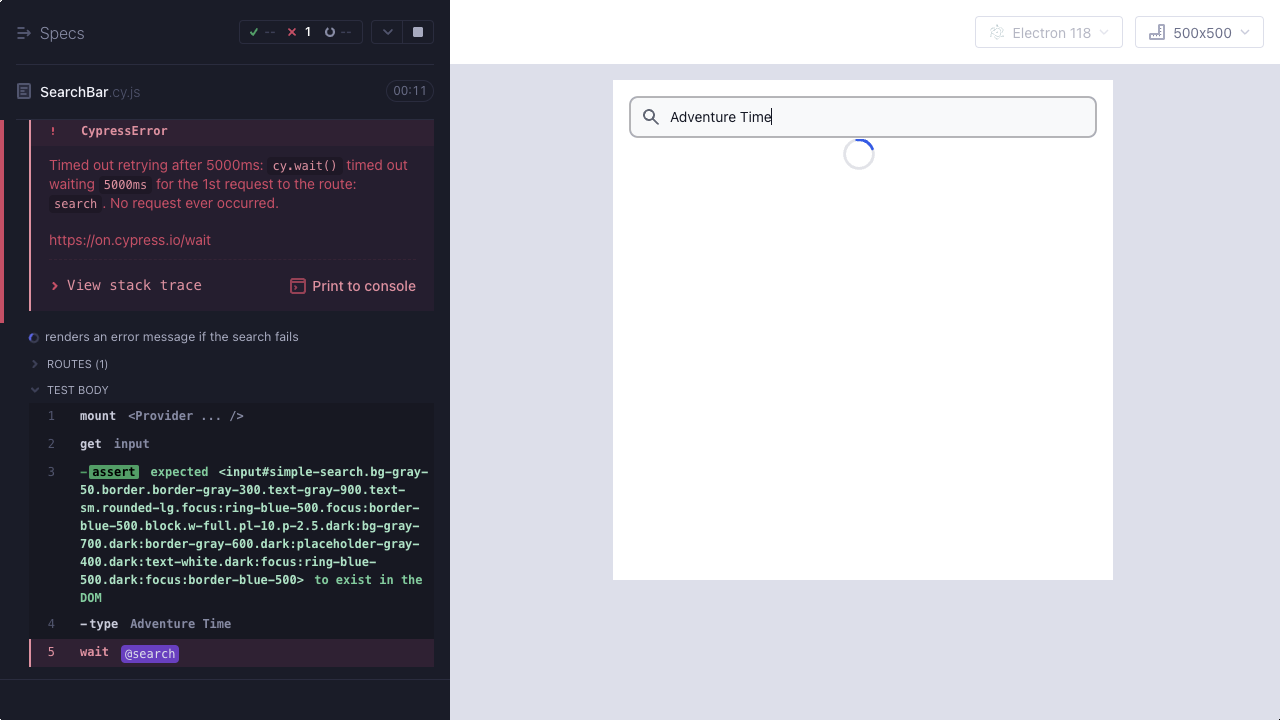 Specs
--
1
--
SearchBar.cy.js
00:11
! CypressError
Timed out retrying after 5000ms: cy.wait() timed out
waiting 5000ms for the 1st request to the route:
search. No request ever occurred.
https://on.cypress.io/wait
View stack trace
Print to console
renders an error message if the search fails
ROUTES (1)
TEST BODY
1 mount <Provider ... />
2 get input
3 -assert expected <input#simple-search.bg-gray-
50.border.border-gray-300.text-gray-900.text-
sm.rounded-lg.focus:ring-blue-500.focus:border-
blue-500.block.w-full.pl-10.p-2.5.dark:bg-gray-
700.dark:border-gray-600.dark:placeholder-gray-
400.dark:text-white.dark:focus:ring-blue-
500.dark:focus:border-blue-500> to exist in the
DOM
4 -type Adventure Time
5 wait @search
Electron 118
500x500
Adventure Time